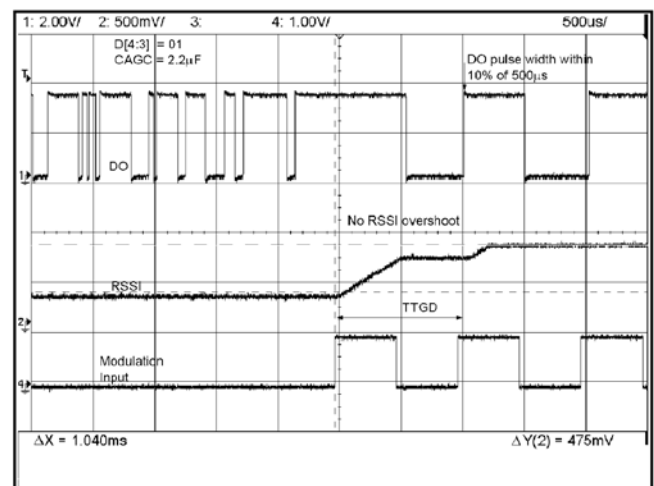 1: 2.00V/ 2: 500mV/ 3: 4: 1.00V/ 500us/
D[4:3] = 01
CAGC = 2.2µF
DO pulse width within
10% of 500µs
DO
No RSSI overshoot
RSSI
TTGD
Modulation
Input
ΔX = 1.040ms ΔY(2) = 475mV
T
1
2
4